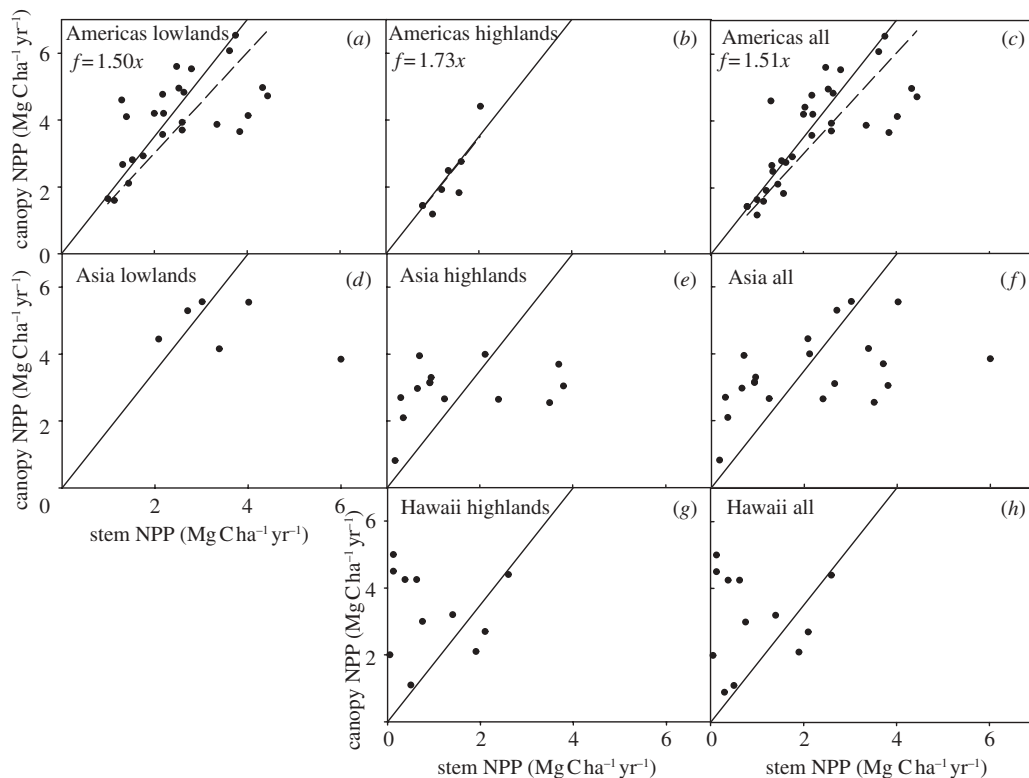 Americas lowlands (a)
f=1.50x
Americas highlands (b)
f=1.73x
Americas all (c)
f=1.51x
canopy NPP (Mg C ha⁻¹ yr⁻¹)
6
4
2
0
Asia lowlands (d)
Asia highlands (e)
Asia all (f)
canopy NPP (Mg C ha⁻¹ yr⁻¹)
6
4
2
0
2 4 6
stem NPP (Mg C ha⁻¹ yr⁻¹)
Hawaii highlands (g)
Hawaii all (h)
canopy NPP (Mg C ha⁻¹ yr⁻¹)
6
4
2
0 2 4 6
0 2 4 6
stem NPP (Mg C ha⁻¹ yr⁻¹)
stem NPP (Mg C ha⁻¹ yr⁻¹)